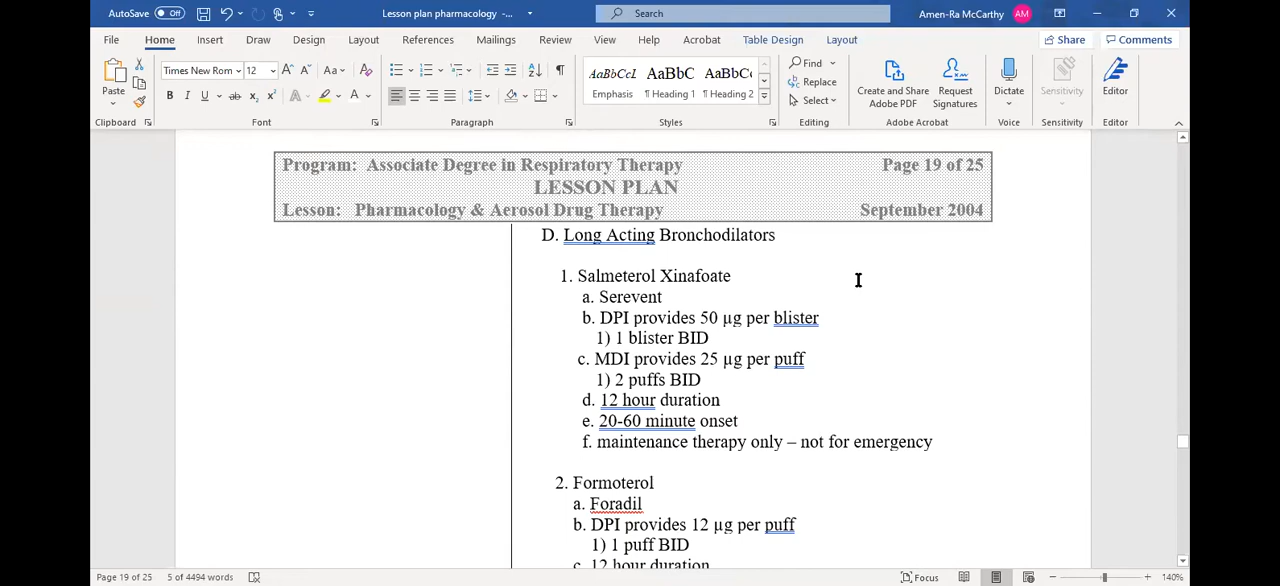 AutoSave Off Lesson plan pharmacology -... Search Amen-Ra McCarthy AM
File Home Insert Draw Design Layout References Mailings Review View Help Acrobat Table Design Layout Share Comments
Paste Times New Rom 12 Aa AaBbCcI AaBbC AaBbCc Find Replace Select Create and Share Adobe PDF Request Signatures Dictate Sensitivity Editor
Emphasis ¶ Heading 1 ¶ Heading 2
Clipboard Font Paragraph Styles Editing Adobe Acrobat Voice Sensitivity Editor
Program: Associate Degree in Respiratory Therapy Page 19 of 25
LESSON PLAN
Lesson: Pharmacology & Aerosol Drug Therapy September 2004
D. Long Acting Bronchodilators
1. Salmeterol Xinafoate
a. Serevent
b. DPI provides 50 µg per blister
1) 1 blister BID
c. MDI provides 25 µg per puff
1) 2 puffs BID
d. 12 hour duration
e. 20-60 minute onset
f. maintenance therapy only – not for emergency
2. Formoterol
a. Foradil
b. DPI provides 12 µg per puff
1) 1 puff BID
c. 12 hour duration
Page 19 of 25 5 of 4494 words Focus 140%